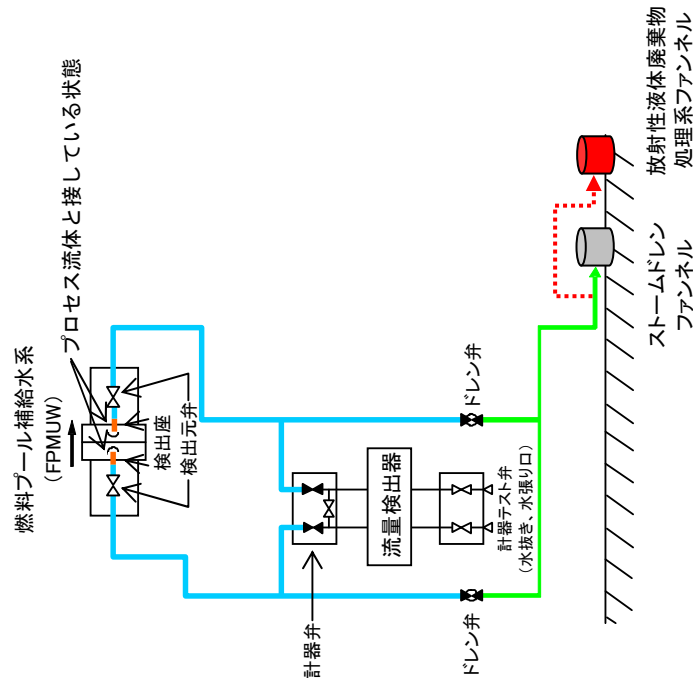 燃料プール補給水系
(FPMUW)
プロセス流体と接している状態
検出座
検出元弁
計器弁
流量検出器
計器テスト弁
(水抜き、水張り口)
ドレン弁
ドレン弁
ストームドレン
ファンネル
放射性液体廃棄物
処理系ファンネル